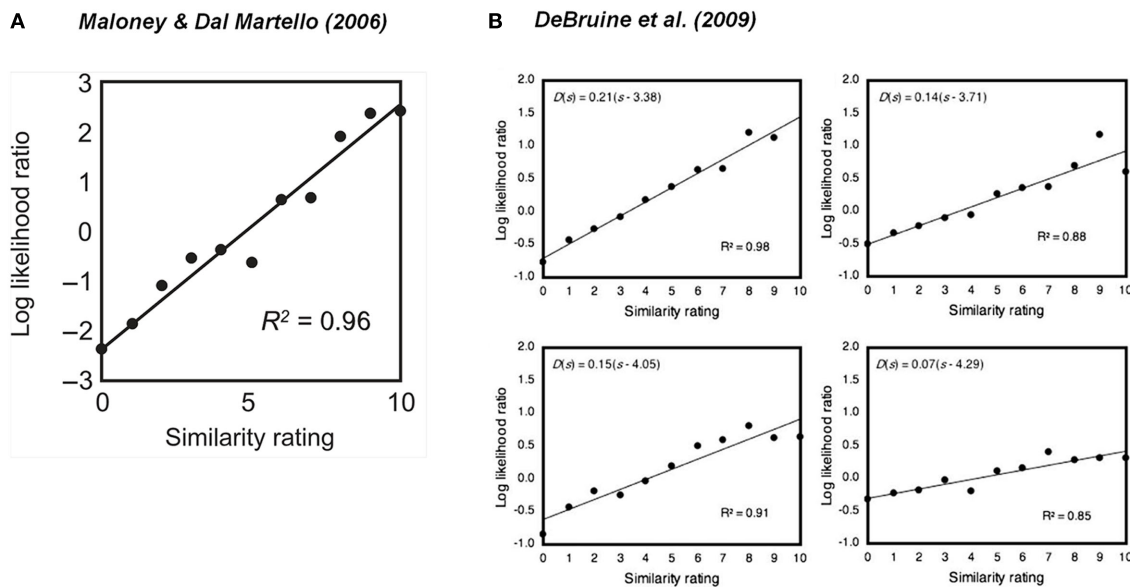 A
Maloney & Dal Martello (2006)
Log likelihood ratio
3
2
1
0
–1
–2
–3
R² = 0.96
0
5
10
Similarity rating
B
DeBruine et al. (2009)
Log likelihood ratio
2.0
1.5
1.0
0.5
0.0
-0.5
-1.0
D(s) = 0.21(s - 3.38)
R² = 0.98
0 1 2 3 4 5 6 7 8 9 10
Similarity rating
Log likelihood ratio
2.0
1.5
1.0
0.5
0.0
-0.5
-1.0
D(s) = 0.14(s - 3.71)
R² = 0.88
0 1 2 3 4 5 6 7 8 9 10
Similarity rating
Log likelihood ratio
2.0
1.5
1.0
0.5
0.0
-0.5
-1.0
D(s) = 0.15(s - 4.05)
R² = 0.91
0 1 2 3 4 5 6 7 8 9 10
Similarity rating
Log likelihood ratio
2.0
1.5
1.0
0.5
0.0
-0.5
-1.0
D(s) = 0.07(s - 4.29)
R² = 0.85
0 1 2 3 4 5 6 7 8 9 10
Similarity rating